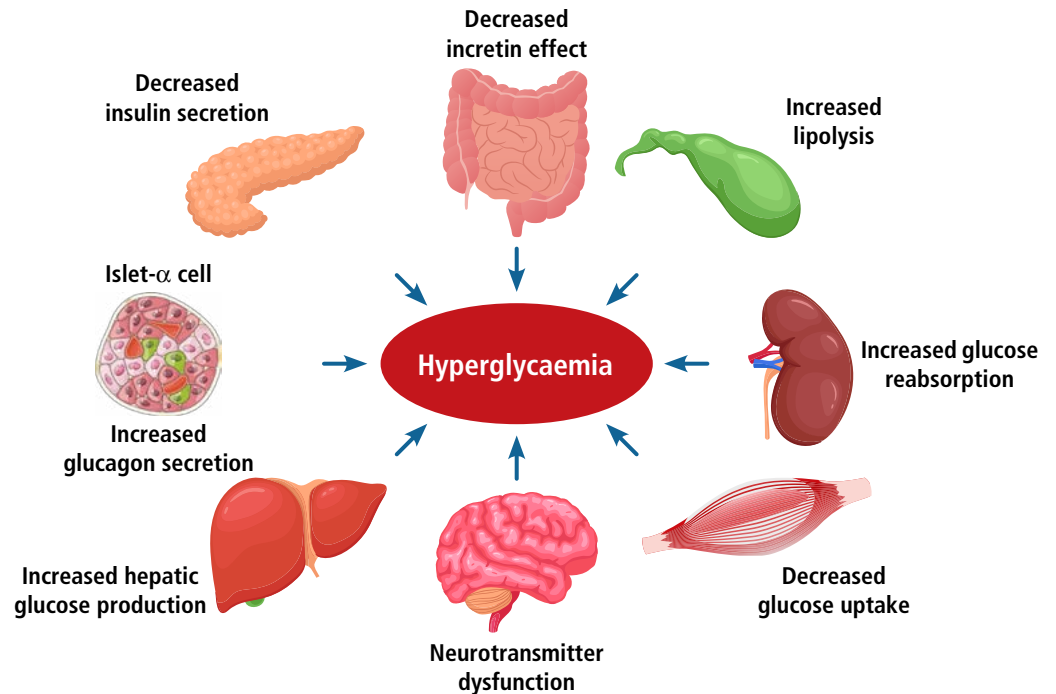 Decreased
incretin effect
Decreased
insulin secretion
Increased
lipolysis
Islet-α cell
Increased
glucagon secretion
Hyperglycaemia
Increased glucose
reabsorption
Increased hepatic
glucose production
Neurotransmitter
dysfunction
Decreased
glucose uptake